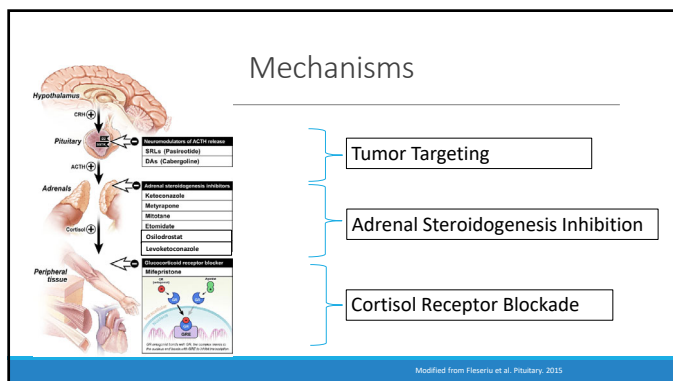 Mechanisms
Hypothalamus
CRH
Pituitary
Neuromodulators of ACTH release
SRLs (Pasireotide)
DAs (Cabergoline)
ACTH
Adrenals
Adrenal steroidogenesis inhibitors
Ketoconazole
Metyrapone
Mitotane
Etomidate
Osilodrostat
Levoketoconazole
Cortisol
Glucocorticoid receptor blocker
Mifepristone
Peripheral
tissue
GR
GRE
Tumor Targeting
Adrenal Steroidogenesis Inhibition
Cortisol Receptor Blockade
Modified from Fleseriu et al. Pituitary. 2015